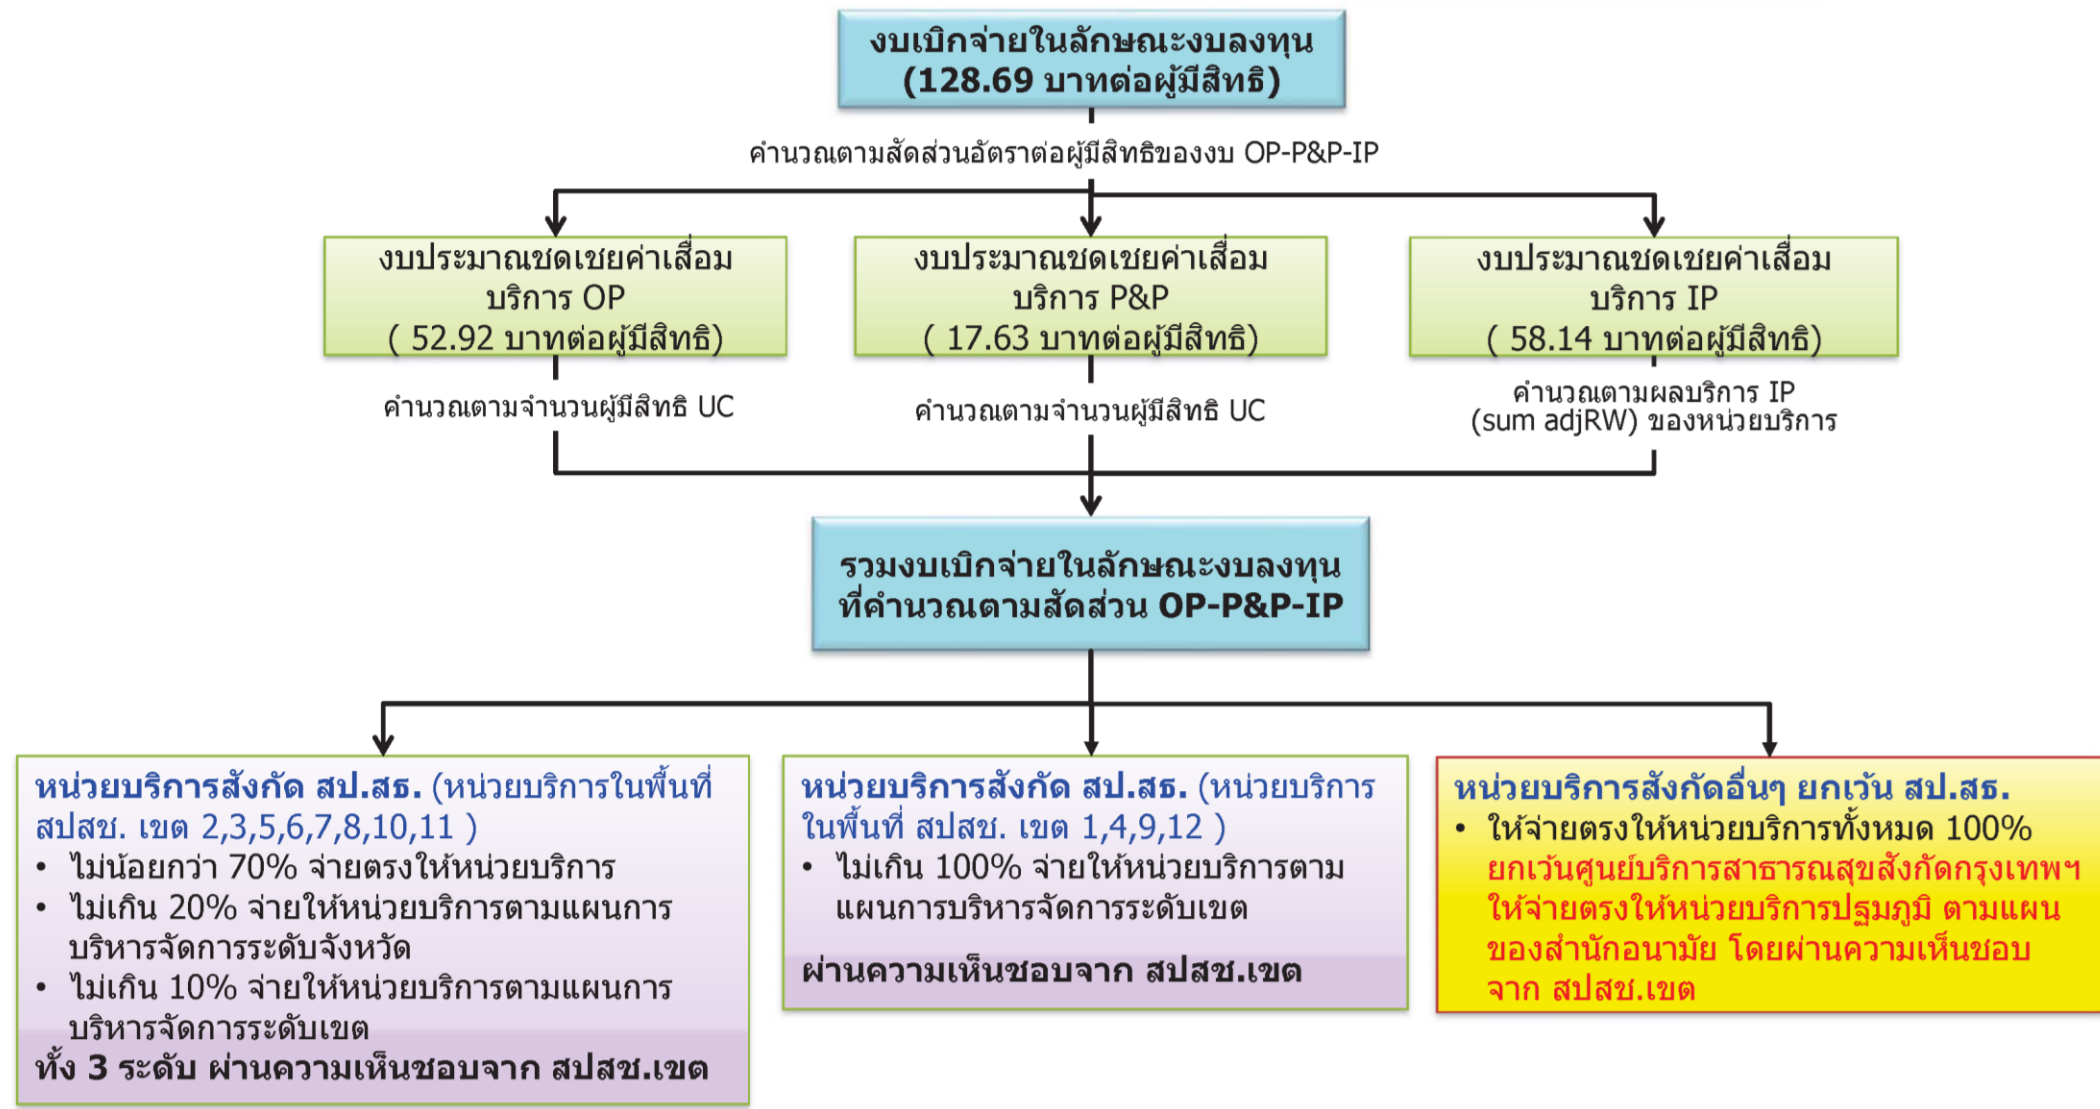 งบเบิกจ่ายในลักษณะงบลงทุน
(128.69 บาทต่อผู้มีสิทธิ)
คำนวณตามสัดส่วนอัตราต่อผู้มีสิทธิของงบ OP-P&P-IP
งบประมาณชดเชยค่าเสื่อม
บริการ OP
( 52.92 บาทต่อผู้มีสิทธิ)
งบประมาณชดเชยค่าเสื่อม
บริการ P&P
( 17.63 บาทต่อผู้มีสิทธิ)
งบประมาณชดเชยค่าเสื่อม
บริการ IP
( 58.14 บาทต่อผู้มีสิทธิ)
คำนวณตามจำนวนผู้มีสิทธิ UC
คำนวณตามจำนวนผู้มีสิทธิ UC
คำนวณตามผลบริการ IP
(sum adjRW) ของหน่วยบริการ
รวมงบเบิกจ่ายในลักษณะงบลงทุน
ที่คำนวณตามสัดส่วน OP-P&P-IP
หน่วยบริการสังกัด สป.สธ. (หน่วยบริการในพื้นที่
สปสช. เขต 2,3,5,6,7,8,10,11 )
• ไม่น้อยกว่า 70% จ่ายตรงให้หน่วยบริการ
• ไม่เกิน 20% จ่ายให้หน่วยบริการตามแผนการ
บริหารจัดการระดับจังหวัด
• ไม่เกิน 10% จ่ายให้หน่วยบริการตามแผนการ
บริหารจัดการระดับเขต
ทั้ง 3 ระดับ ผ่านความเห็นชอบจาก สปสช.เขต
หน่วยบริการสังกัด สป.สธ. (หน่วยบริการ
ในพื้นที่ สปสช. เขต 1,4,9,12 )
• ไม่เกิน 100% จ่ายให้หน่วยบริการตาม
แผนการบริหารจัดการระดับเขต
ผ่านความเห็นชอบจาก สปสช.เขต
หน่วยบริการสังกัดอื่นๆ ยกเว้น สป.สธ.
• ให้จ่ายตรงให้หน่วยบริการทั้งหมด 100%
ยกเว้นศูนย์บริการสาธารณสุขสังกัดกรุงเทพฯ
ให้จ่ายตรงให้หน่วยบริการปฐมภูมิ ตามแผน
ของสำนักอนามัย โดยผ่านความเห็นชอบ
จาก สปสช.เขต